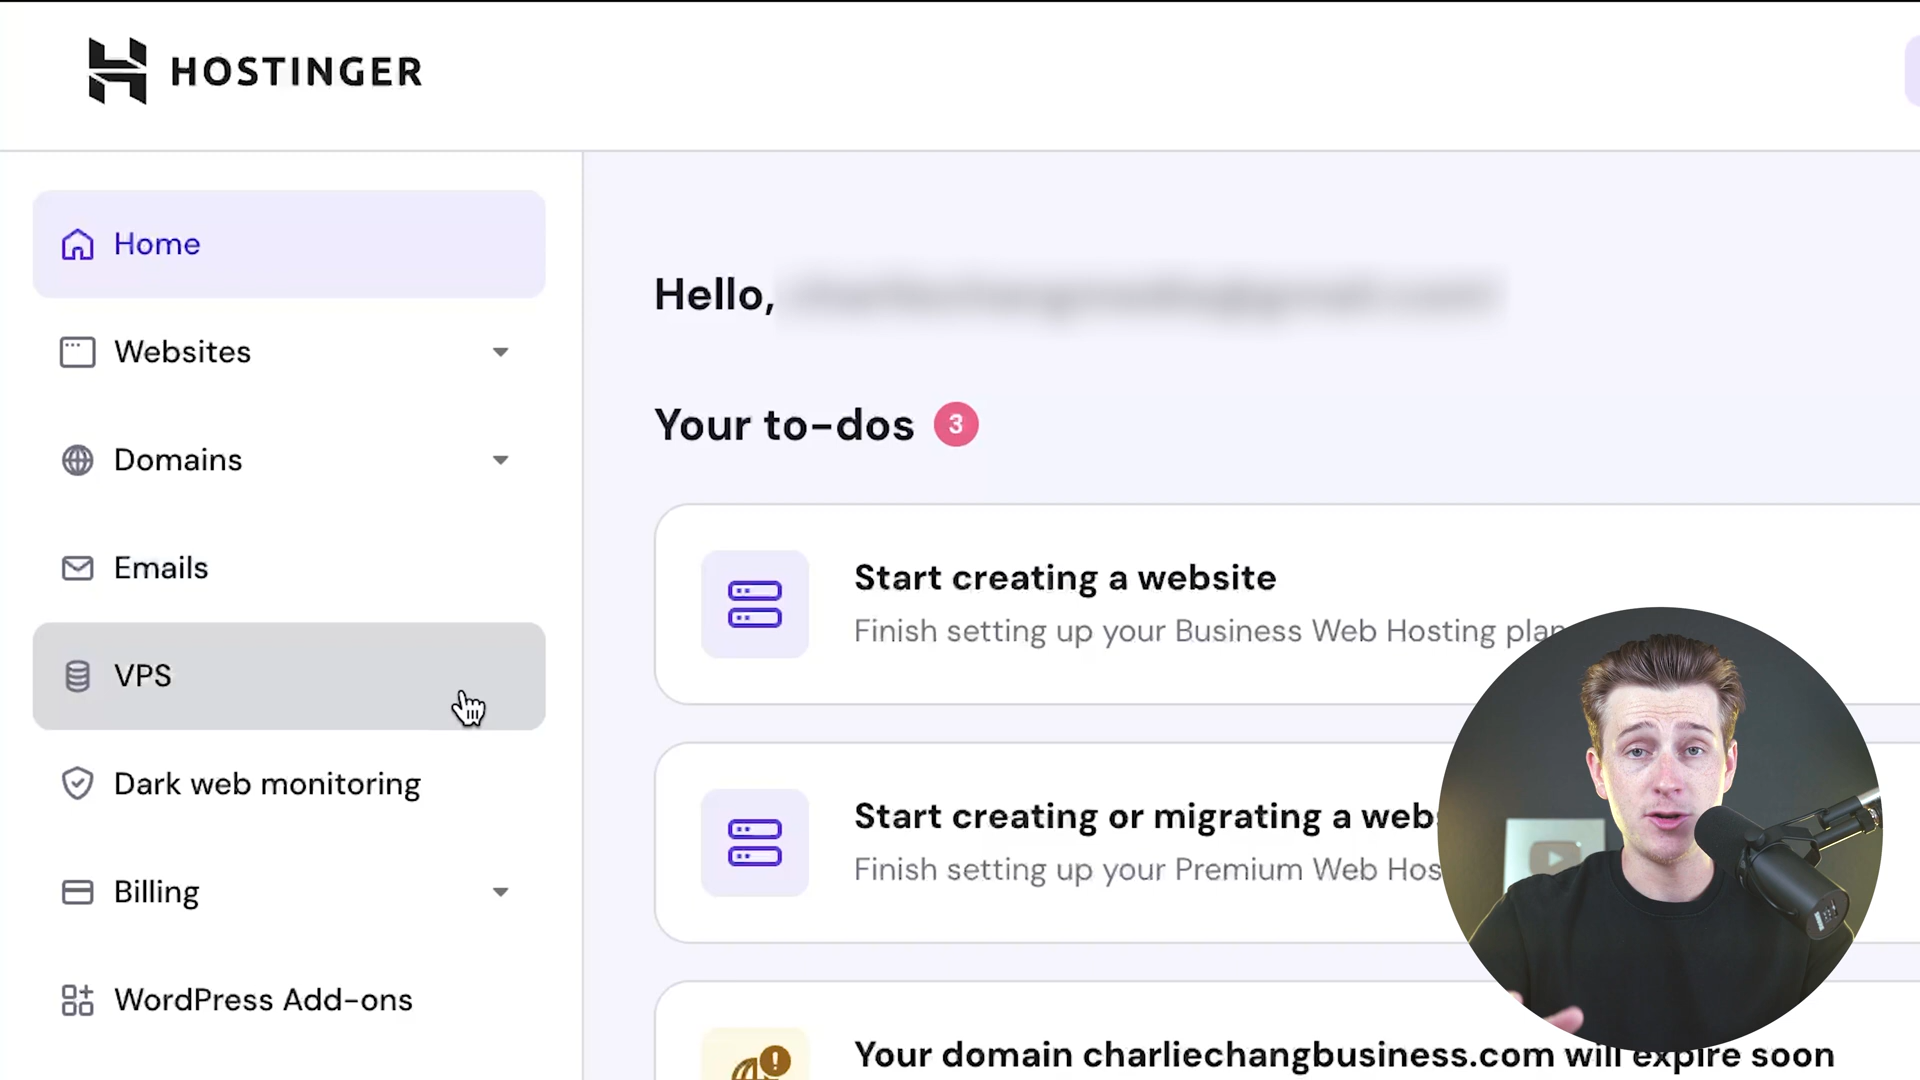 HOSTINGER
Home
Websites
Domains
Emails
VPS
Dark web monitoring
Billing
WordPress Add-ons
Hello,
Your to-dos 3
Start creating a website
Finish setting up your Business Web Hosting plan
Start creating or migrating a web
Finish setting up your Premium Web Hos
Your domain charliechangbusiness.com will expire soon